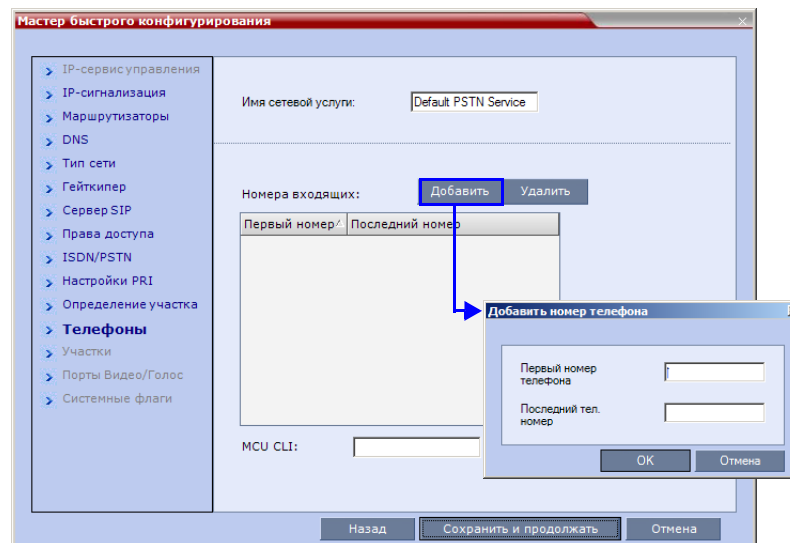 Мастер быстрого конфигурирования
IP-сервис управления
IP-сигнализация
Маршрутизаторы
DNS
Тип сети
Гейткипер
Сервер SIP
Права доступа
ISDN/PSTN
Настройки PRI
Определение участка
Телефоны
Участки
Порты Видео/Голос
Системные флаги
Имя сетевой услуги: Default PSTN Service
Номера входящих: Добавить Удалить
Первый номер Последний номер
MCU CLI:
Добавить номер телефона
Первый номер
телефона
Последний тел.
номер
OK Отмена
Назад Сохранить и продолжать Отмена